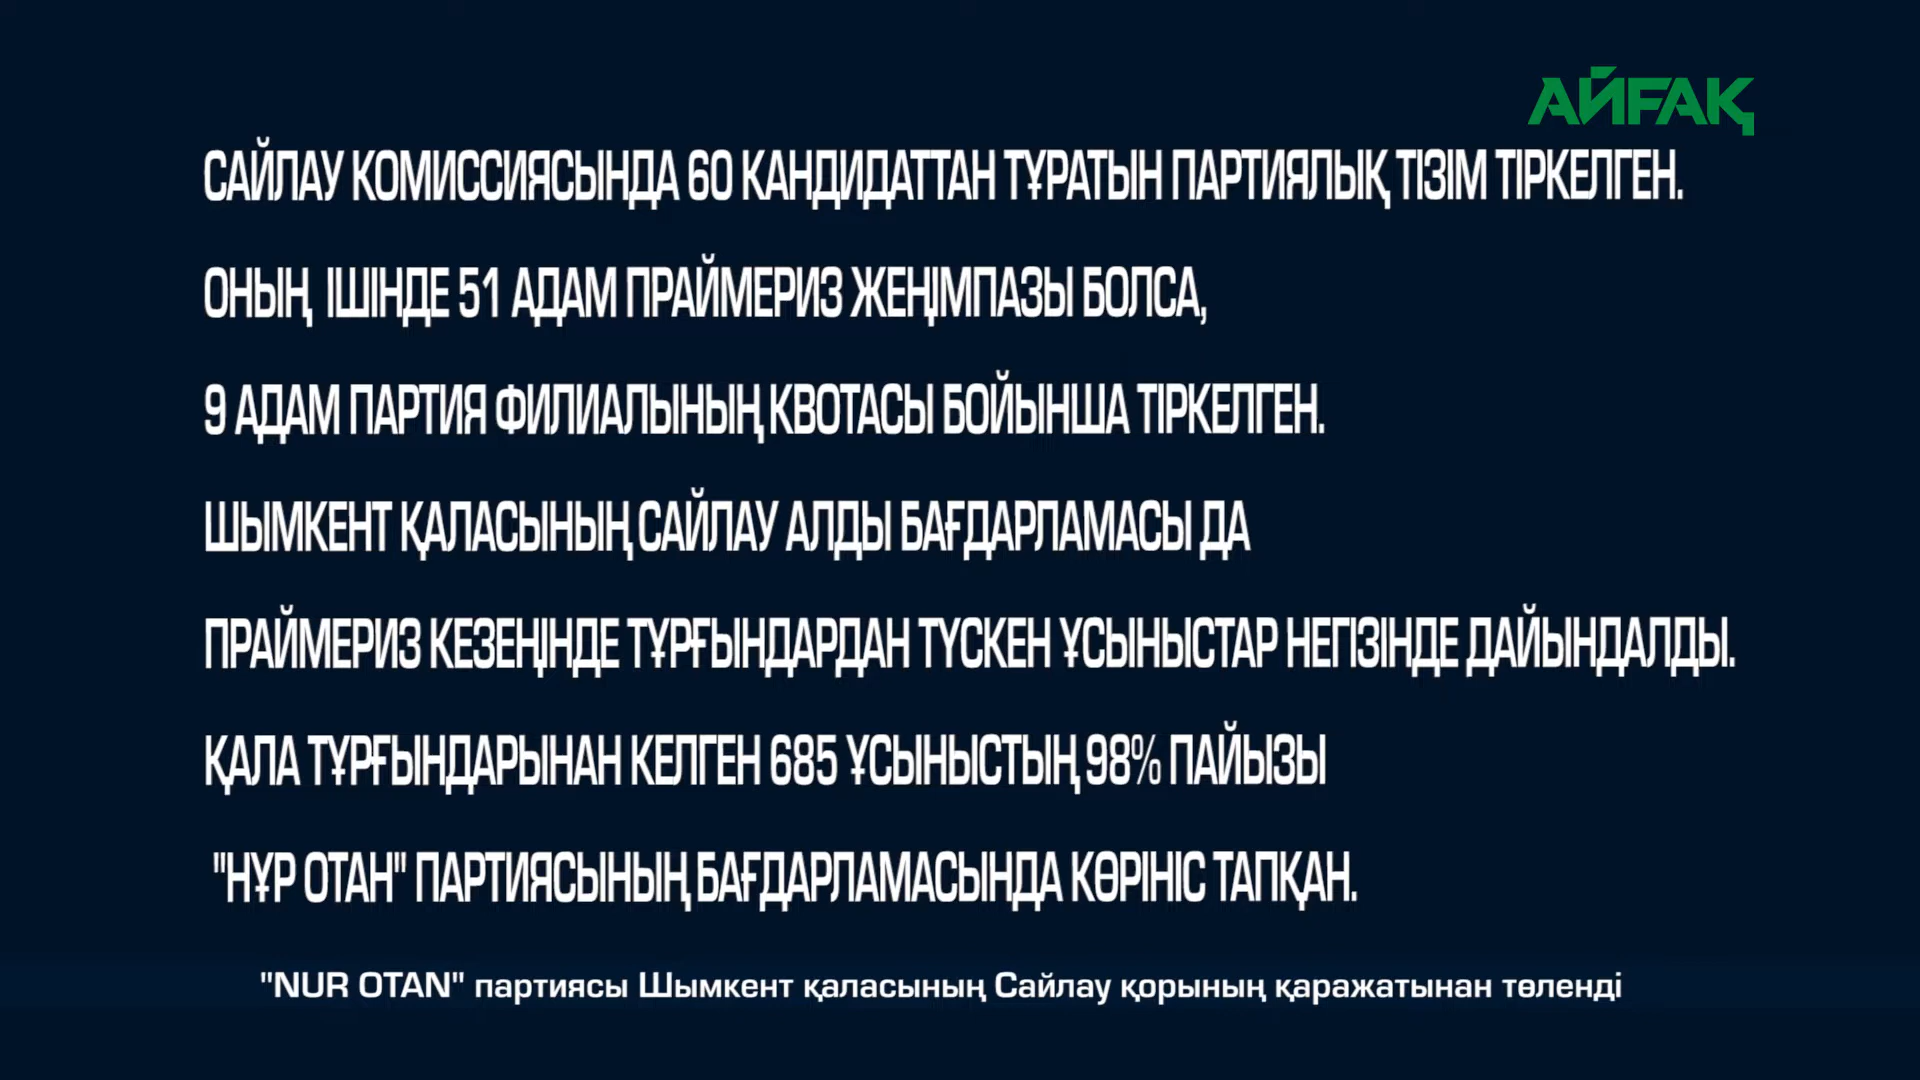 АЙҒАҚ
САЙЛАУ КОМИССИЯСЫНДА 60 КАНДИДАТТАН ТҰРАТЫН ПАРТИЯЛЫҚ ТІЗІМ ТІРКЕЛГЕН.
ОНЫҢ ІШІНДЕ 51 АДАМ ПРАЙМЕРИЗ ЖЕҢІМПАЗЫ БОЛСА,
9 АДАМ ПАРТИЯ ФИЛИАЛЫНЫҢ КВОТАСЫ БОЙЫНША ТІРКЕЛГЕН.
ШЫМКЕНТ ҚАЛАСЫНЫҢ САЙЛАУ АЛДЫ БАҒДАРЛАМАСЫ ДА
ПРАЙМЕРИЗ КЕЗЕҢІНДЕ ТҰРҒЫНДАРДАН ТҮСКЕН ҰСЫНЫСТАР НЕГІЗІНДЕ ДАЙЫНДАЛДЫ.
ҚАЛА ТҰРҒЫНДАРЫНАН КЕЛГЕН 685 ҰСЫНЫСТЫҢ 98% ПАЙЫЗЫ
"НҰР ОТАН" ПАРТИЯСЫНЫҢ БАҒДАРЛАМАСЫНДА КӨРІНІС ТАПҚАН.
"NUR OTAN" партиясы Шымкент қаласының Сайлау қорының қаражатынан төленді